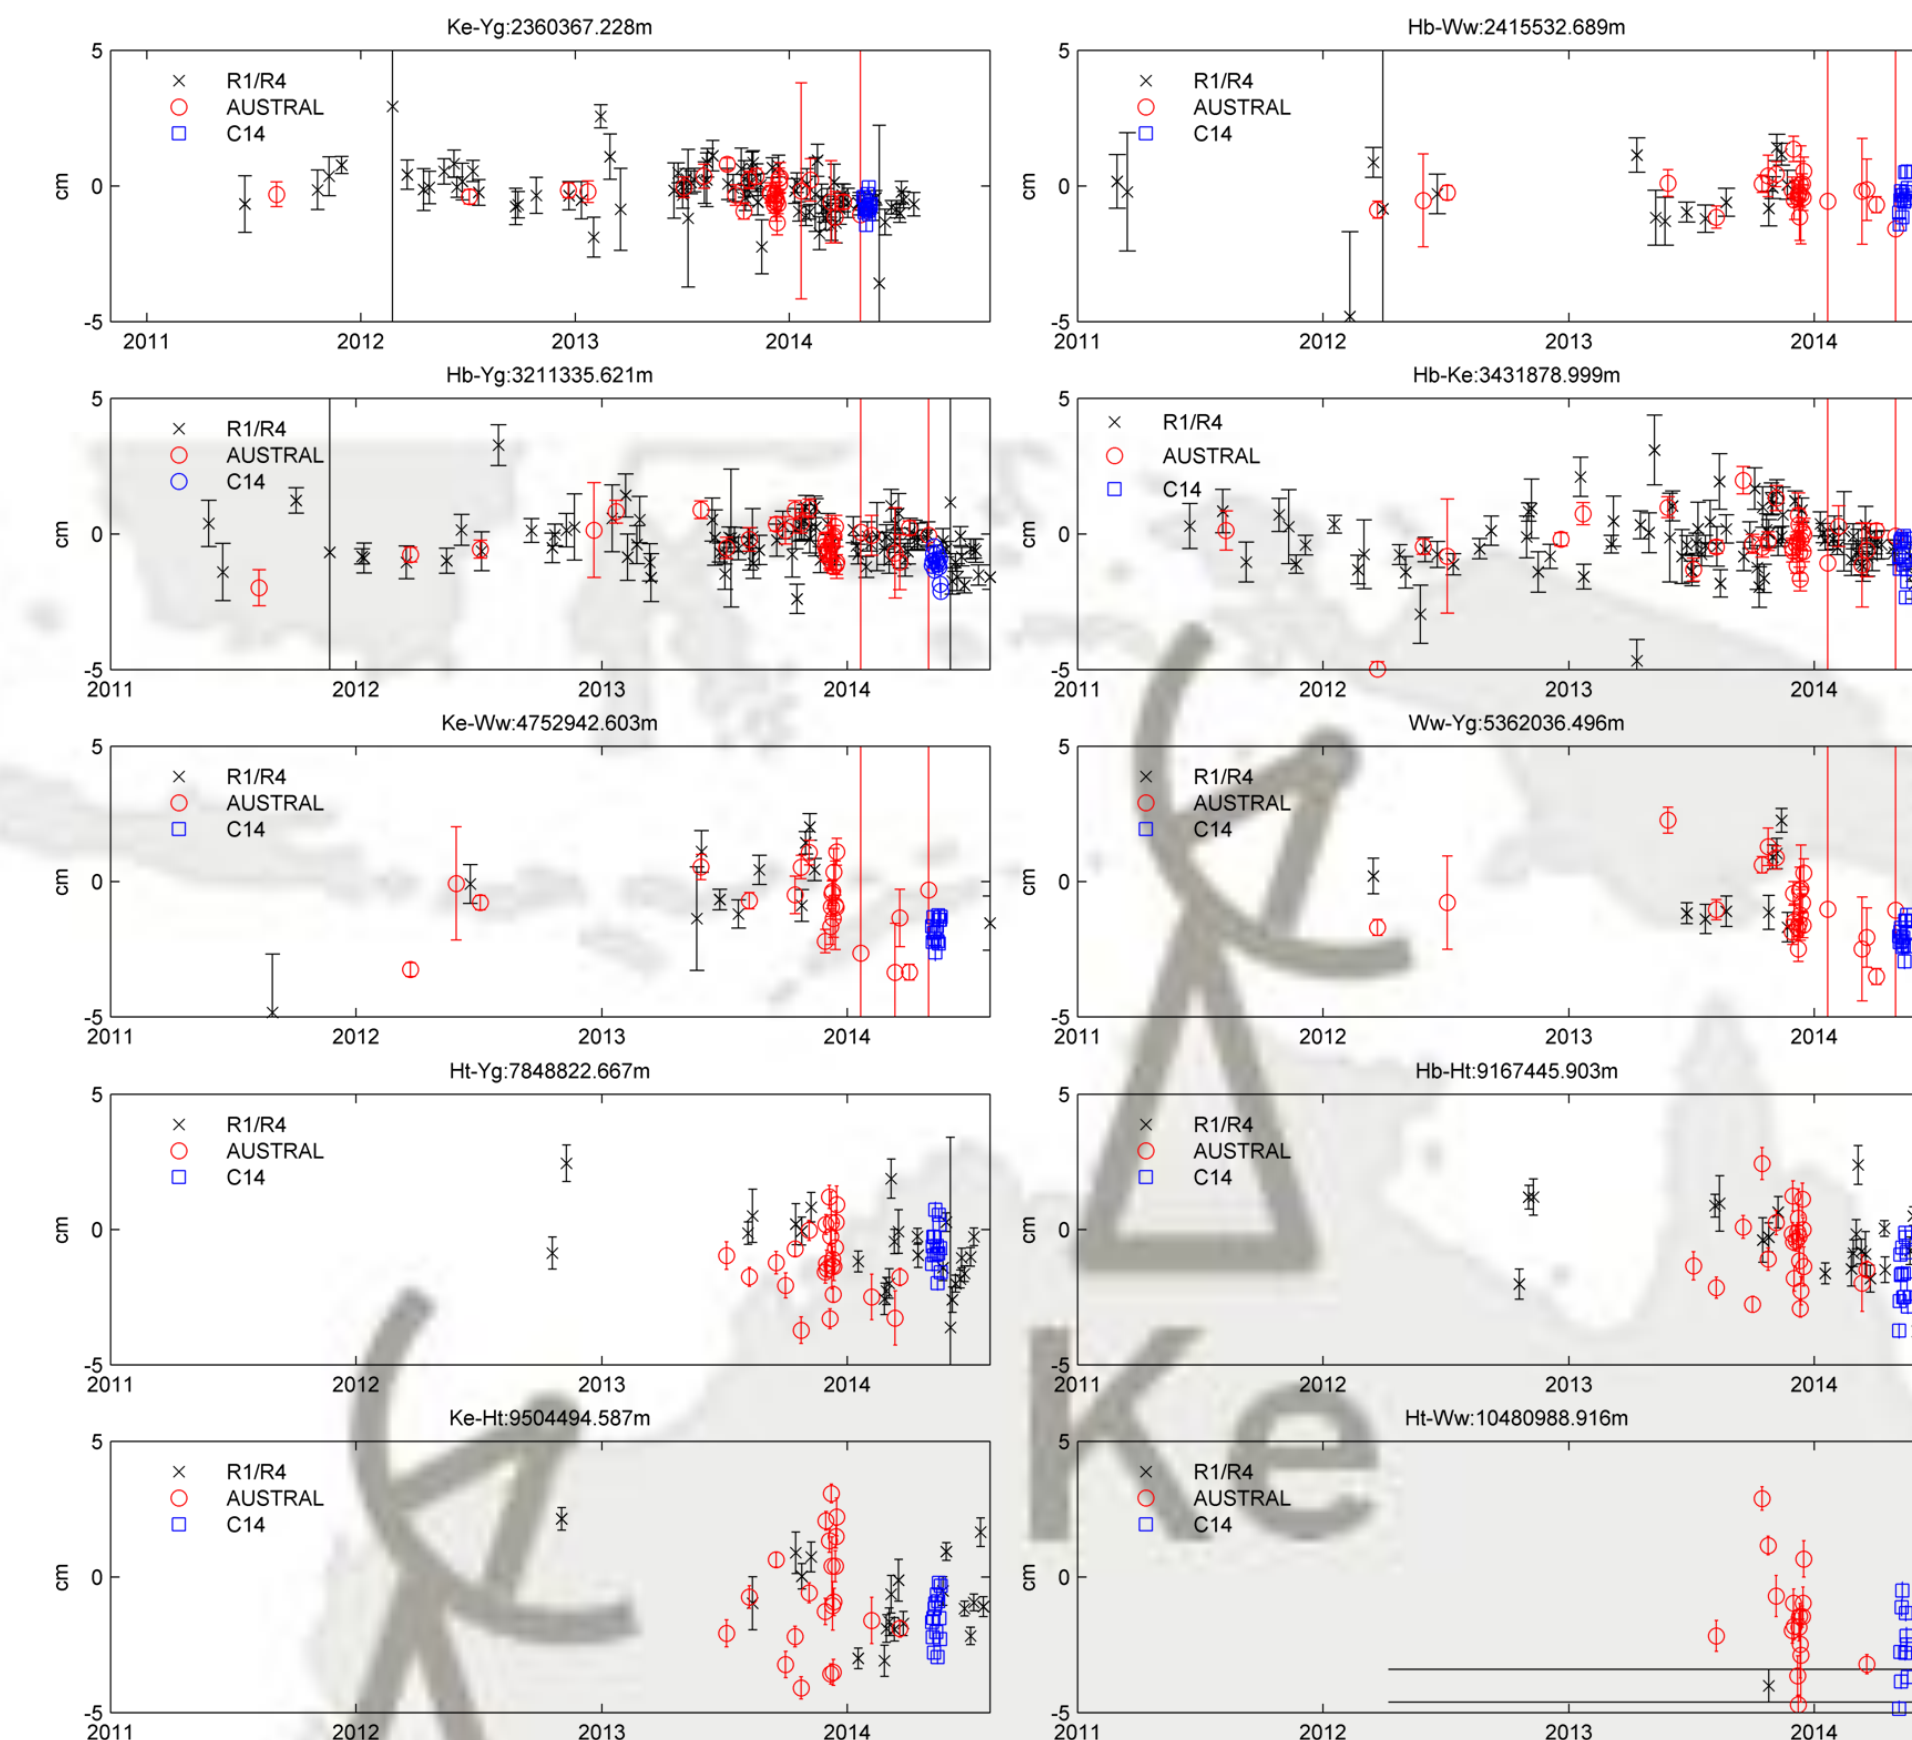 Ke-Yg:2360367.228m
5
R1/R4
AUSTRAL
C14
cm
0
-5
2011 2012 2013 2014
Hb-Ww:2415532.689m
5
R1/R4
AUSTRAL
C14
cm
0
-5
2011 2012 2013 2014
Hb-Yg:3211335.621m
5
R1/R4
AUSTRAL
C14
cm
0
-5
2011 2012 2013 2014
Hb-Ke:3431878.999m
5
R1/R4
AUSTRAL
C14
cm
0
-5
2011 2012 2013 2014
Ke-Ww:4752942.603m
5
R1/R4
AUSTRAL
C14
cm
0
-5
2011 2012 2013 2014
Ww-Yg:5362036.496m
5
R1/R4
AUSTRAL
C14
cm
0
-5
2011 2012 2013 2014
Ht-Yg:7848822.667m
5
R1/R4
AUSTRAL
C14
cm
0
-5
2011 2012 2013 2014
Hb-Ht:9167445.903m
5
R1/R4
AUSTRAL
C14
cm
0
-5
2011 2012 2013 2014
Ke-Ht:9504494.587m
5
R1/R4
AUSTRAL
C14
cm
0
-5
2011 2012 2013 2014
Ht-Ww:10480988.916m
5
R1/R4
AUSTRAL
C14
cm
0
-5
2011 2012 2013 2014
Ke